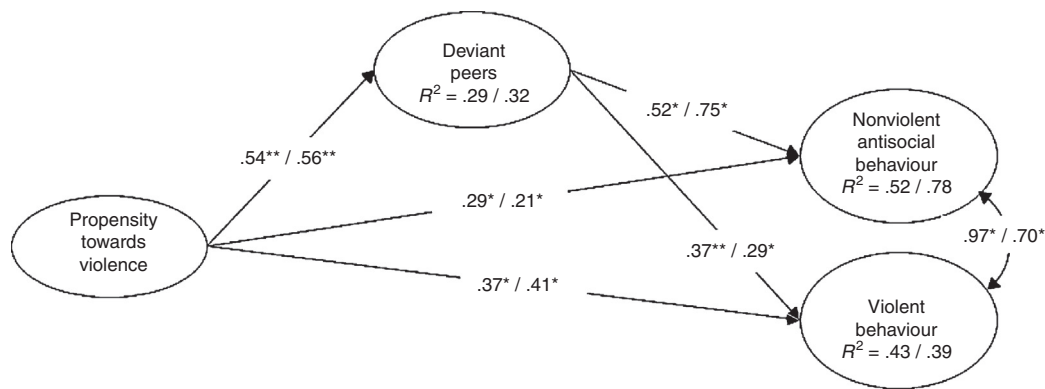 Deviant
peers
R² = .29 / .32
.52* / .75*
Nonviolent
antisocial
behaviour
R² = .52 / .78
.54** / .56**
.29* / .21*
Propensity
towards
violence
.37** / .29*
.97* / .70*
.37* / .41*
Violent
behaviour
R² = .43 / .39